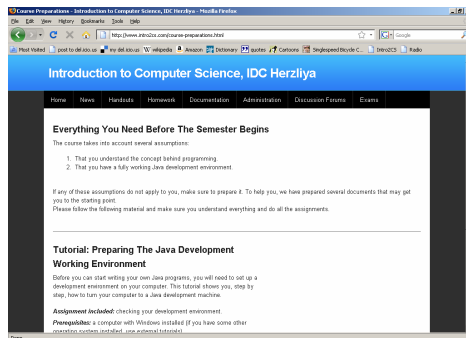 Course Preparations - Introduction to Computer Science, IDC Herzliya - Mozilla Firefox
File Edit View History Bookmarks Tools Help
http://www.intro2cs.com/course-preparations.html
Google
Most Visited post to del.icio.us my del.icio.us wikipedia Amazon Dictionary quotes Cartoons Singlespeed Bicycle C... Intro2CS Radio
Introduction to Computer Science, IDC Herzliya
Home News Handouts Homework Documentation Administration Discussion Forums Exams
Everything You Need Before The Semester Begins
The course takes into account several assumptions:
1. That you understand the concept behind programming.
2. That you have a fully working Java development environment.
If any of these assumptions do not apply to you, make sure to prepare it. To help you, we have prepared several documents that may get
you to the starting point.
Please follow the following material and make sure you understand everything and do all the assignments.
Tutorial: Preparing The Java Development
Working Environment
Before you can start writing your own Java programs, you will need to set up a
development environment on your computer. This tutorial shows you, step by
step, how to turn your computer to a Java development machine.
Assignment Included: checking your development environment.
Prerequisites: a computer with Windows installed (if you have some other
operating system installed, use external tutorials)
Done